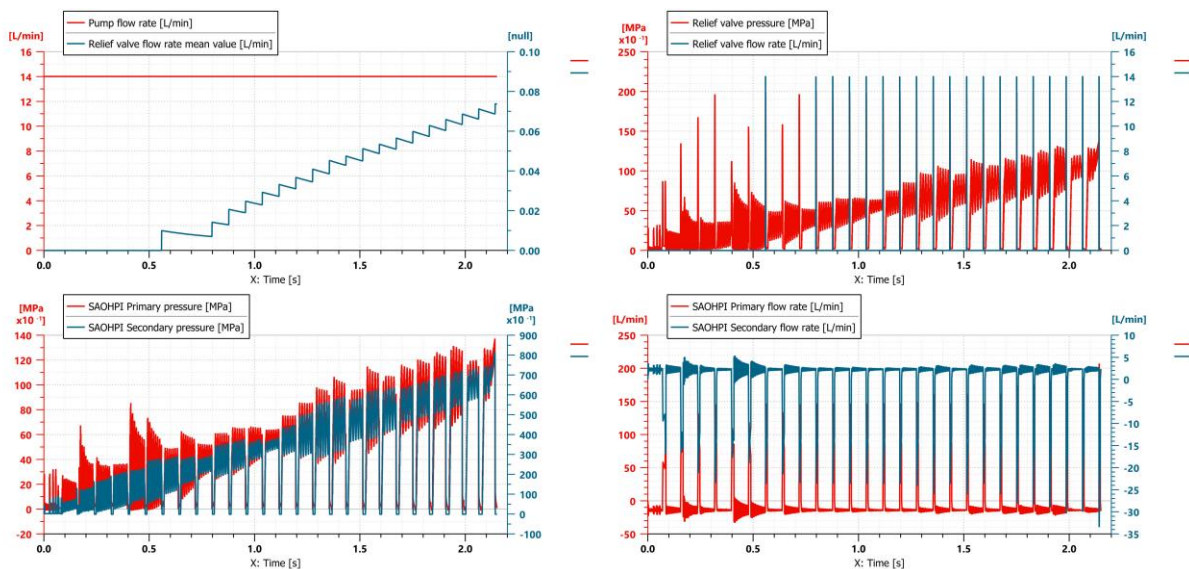 Pump flow rate [L/min]
Relief valve flow rate mean value [L/min]
[L/min]
[null]
16
14
12
10
8
6
4
2
0
0.10
0.08
0.06
0.04
0.02
0.00
0.0 0.5 1.0 1.5 2.0
X: Time [s]
Relief valve pressure [MPa]
Relief valve flow rate [L/min]
[MPa
x10⁻¹]
[L/min]
250
200
150
100
50
0
16
14
12
10
8
6
4
2
0
0.0 0.5 1.0 1.5 2.0
X: Time [s]
SAOHPI Primary pressure [MPa]
SAOHPI Secondary pressure [MPa]
[MPa
x10⁻¹]
[MPa
x10⁻¹]
140
120
100
80
60
40
20
0
-20
900
800
700
600
500
400
300
200
100
0
-100
0.0 0.5 1.0 1.5 2.0
X: Time [s]
SAOHPI Primary flow rate [L/min]
SAOHPI Secondary flow rate [L/min]
[L/min]
[L/min]
250
200
150
100
50
0
-50
10
5
0
-5
-10
-15
-20
-25
-30
-35
0.0 0.5 1.0 1.5 2.0
X: Time [s]